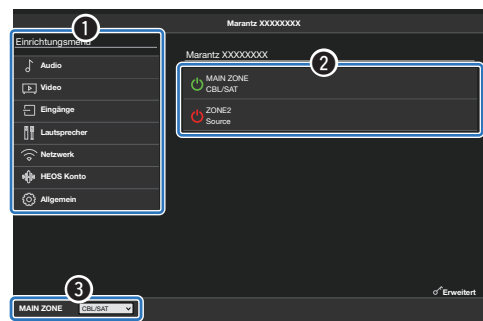 Marantz XXXXXXXX
1
Einrichtungsmenü
Audio
Video
Eingänge
Lautsprecher
Netzwerk
HEOS Konto
Allgemein
Marantz XXXXXXXX
2
MAIN ZONE
CBL/SAT
ZONE2
Source
Erweitert
3
MAIN ZONE CBL/SAT